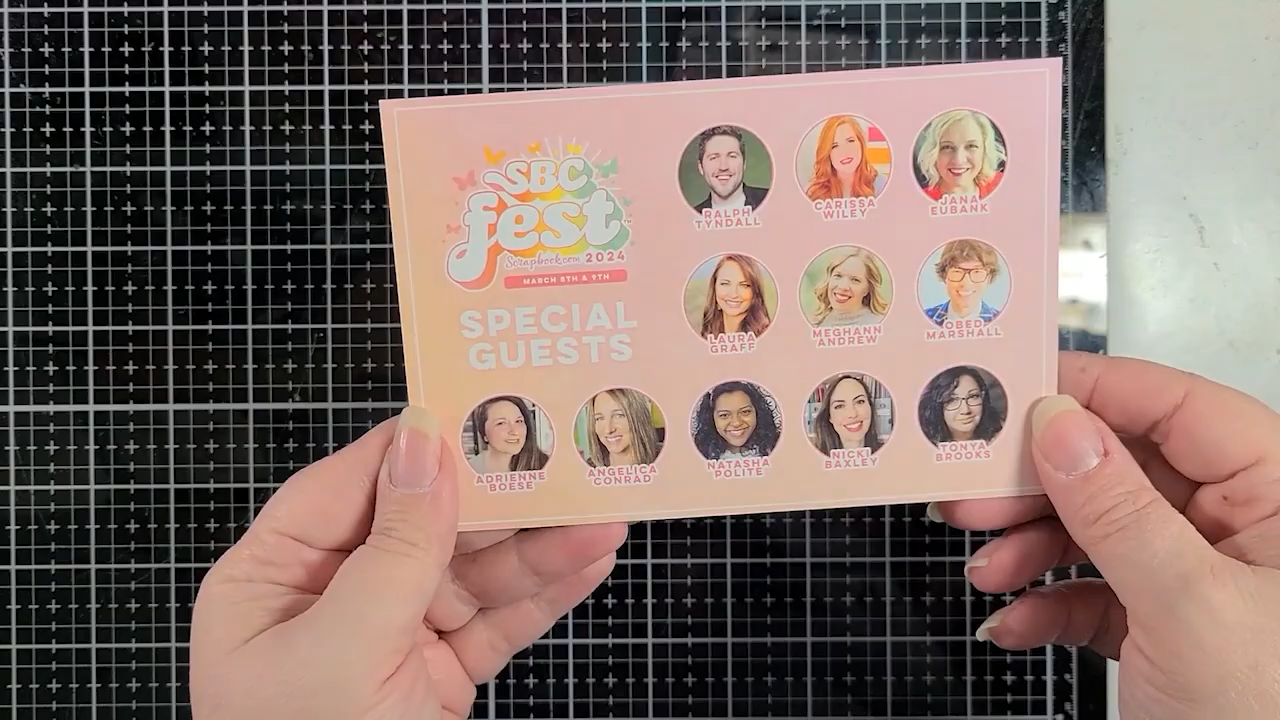 SBC
fest™
Scrapbook.com 2024
MARCH 8TH & 9TH
SPECIAL
GUESTS
RALPH
TYNDALL
CARISSA
WILEY
JANA
EUBANK
LAURA
GRAFF
MEGHANN
ANDREW
OBED
MARSHALL
ADRIENNE
BOESE
ANGELICA
CONRAD
NATASHA
POLITE
NICKI
BAXLEY
TONYA
BROOKS